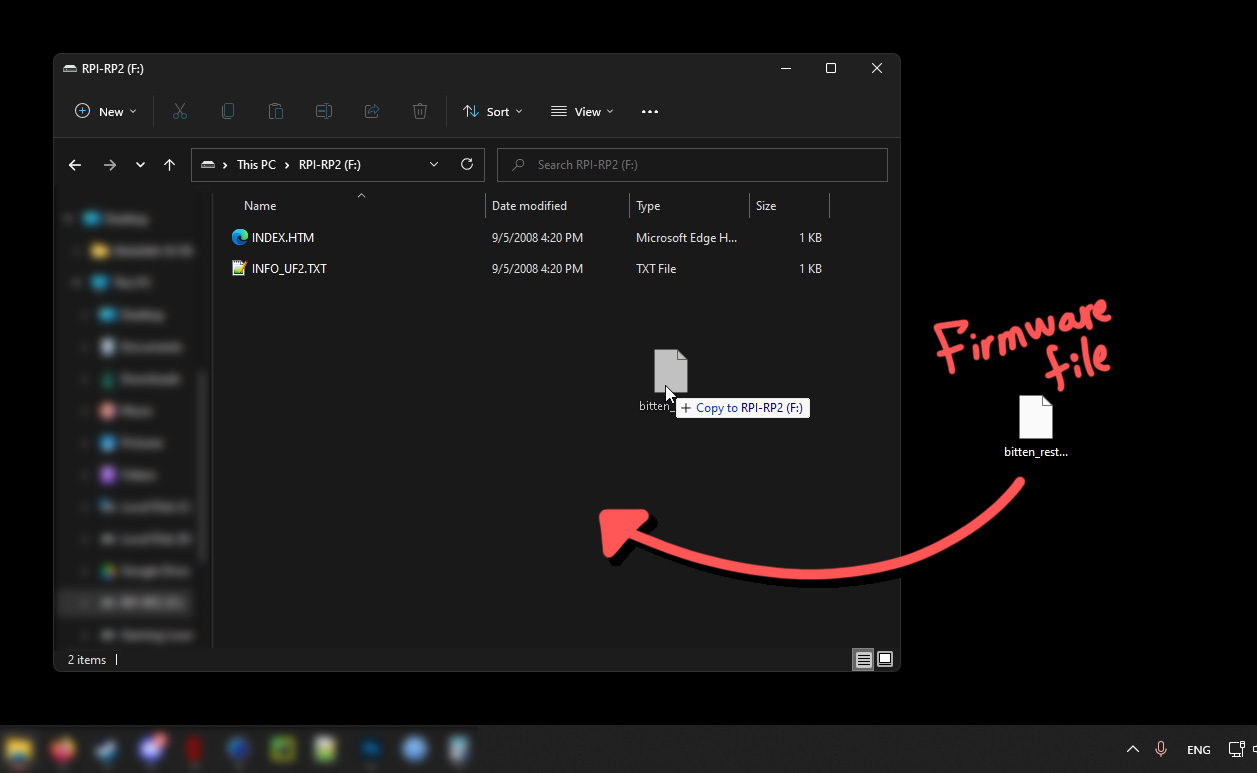 RPI-RP2 (F:)
New
Sort
View
This PC > RPI-RP2 (F:)
Search RPI-RP2 (F:)
Name Date modified Type Size
INDEX.HTM 9/5/2008 4:20 PM Microsoft Edge H... 1 KB
INFO_UF2.TXT 9/5/2008 4:20 PM TXT File 1 KB
Firmware
file
bitten_
+ Copy to RPI-RP2 (F:)
bitten_rest...
2 items
ENG